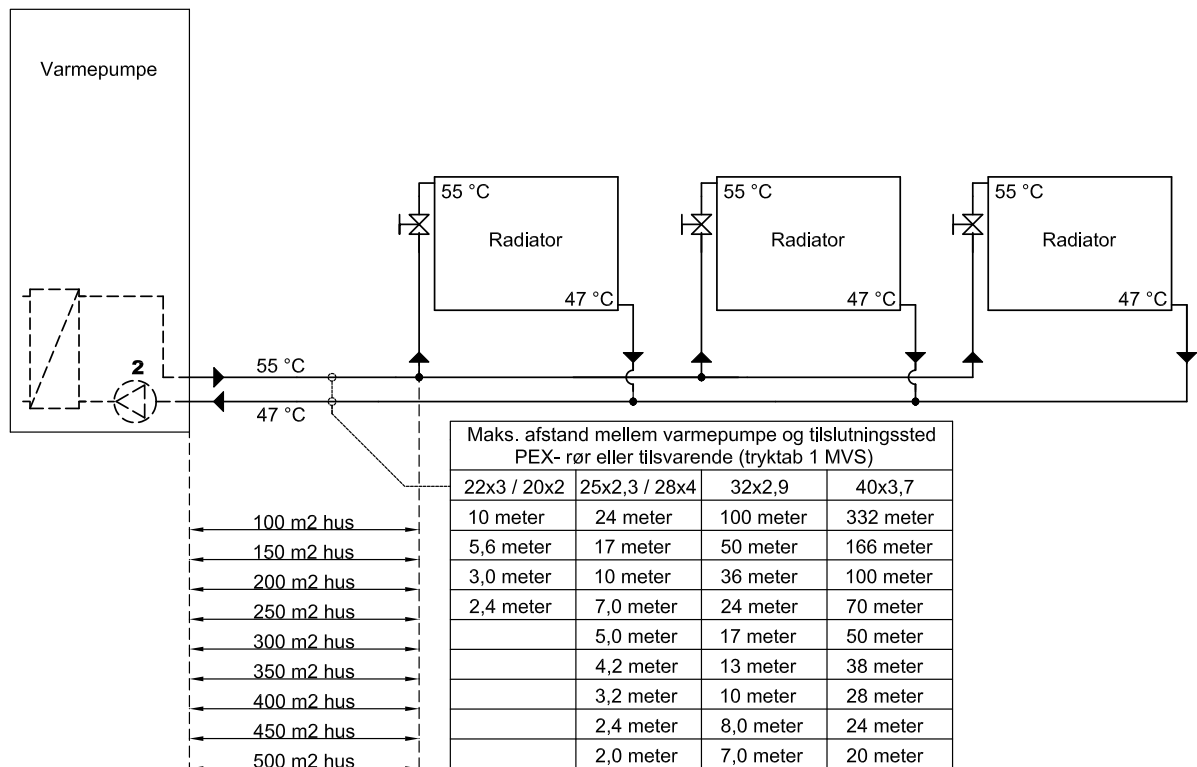 Varmepumpe
55 °C
Radiator
47 °C
55 °C
Radiator
47 °C
55 °C
Radiator
47 °C
2
55 °C
47 °C
Maks. afstand mellem varmepumpe og tilslutningssted
PEX- rør eller tilsvarende (tryktab 1 MVS)
22x3 / 20x2 25x2,3 / 28x4 32x2,9 40x3,7
100 m2 hus 10 meter 24 meter 100 meter 332 meter
150 m2 hus 5,6 meter 17 meter 50 meter 166 meter
200 m2 hus 3,0 meter 10 meter 36 meter 100 meter
250 m2 hus 2,4 meter 7,0 meter 24 meter 70 meter
300 m2 hus 5,0 meter 17 meter 50 meter
350 m2 hus 4,2 meter 13 meter 38 meter
400 m2 hus 3,2 meter 10 meter 28 meter
450 m2 hus 2,4 meter 8,0 meter 24 meter
500 m2 hus 2,0 meter 7,0 meter 20 meter